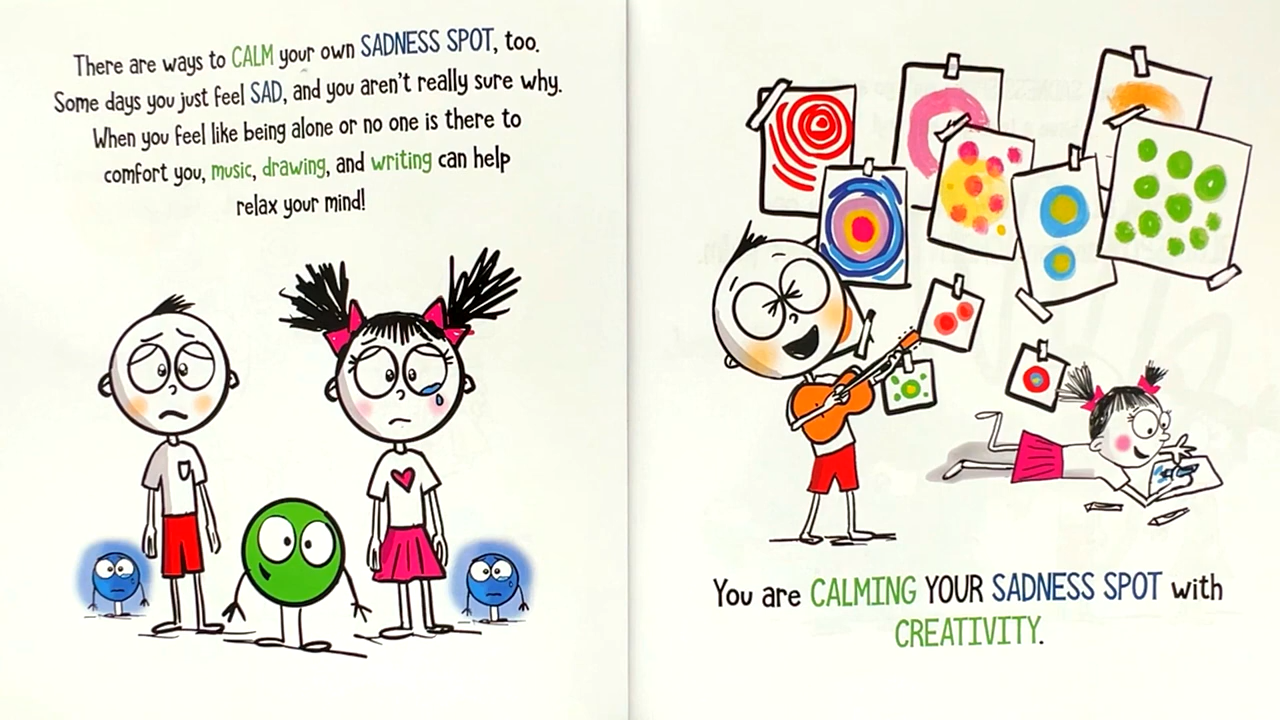 There are ways to CALM your own SADNESS SPOT, too.
Some days you just feel SAD, and you aren't really sure why.
When you feel like being alone or no one is there to
comfort you, music, drawing, and writing can help
relax your mind!
You are CALMING YOUR SADNESS SPOT with
CREATIVITY.